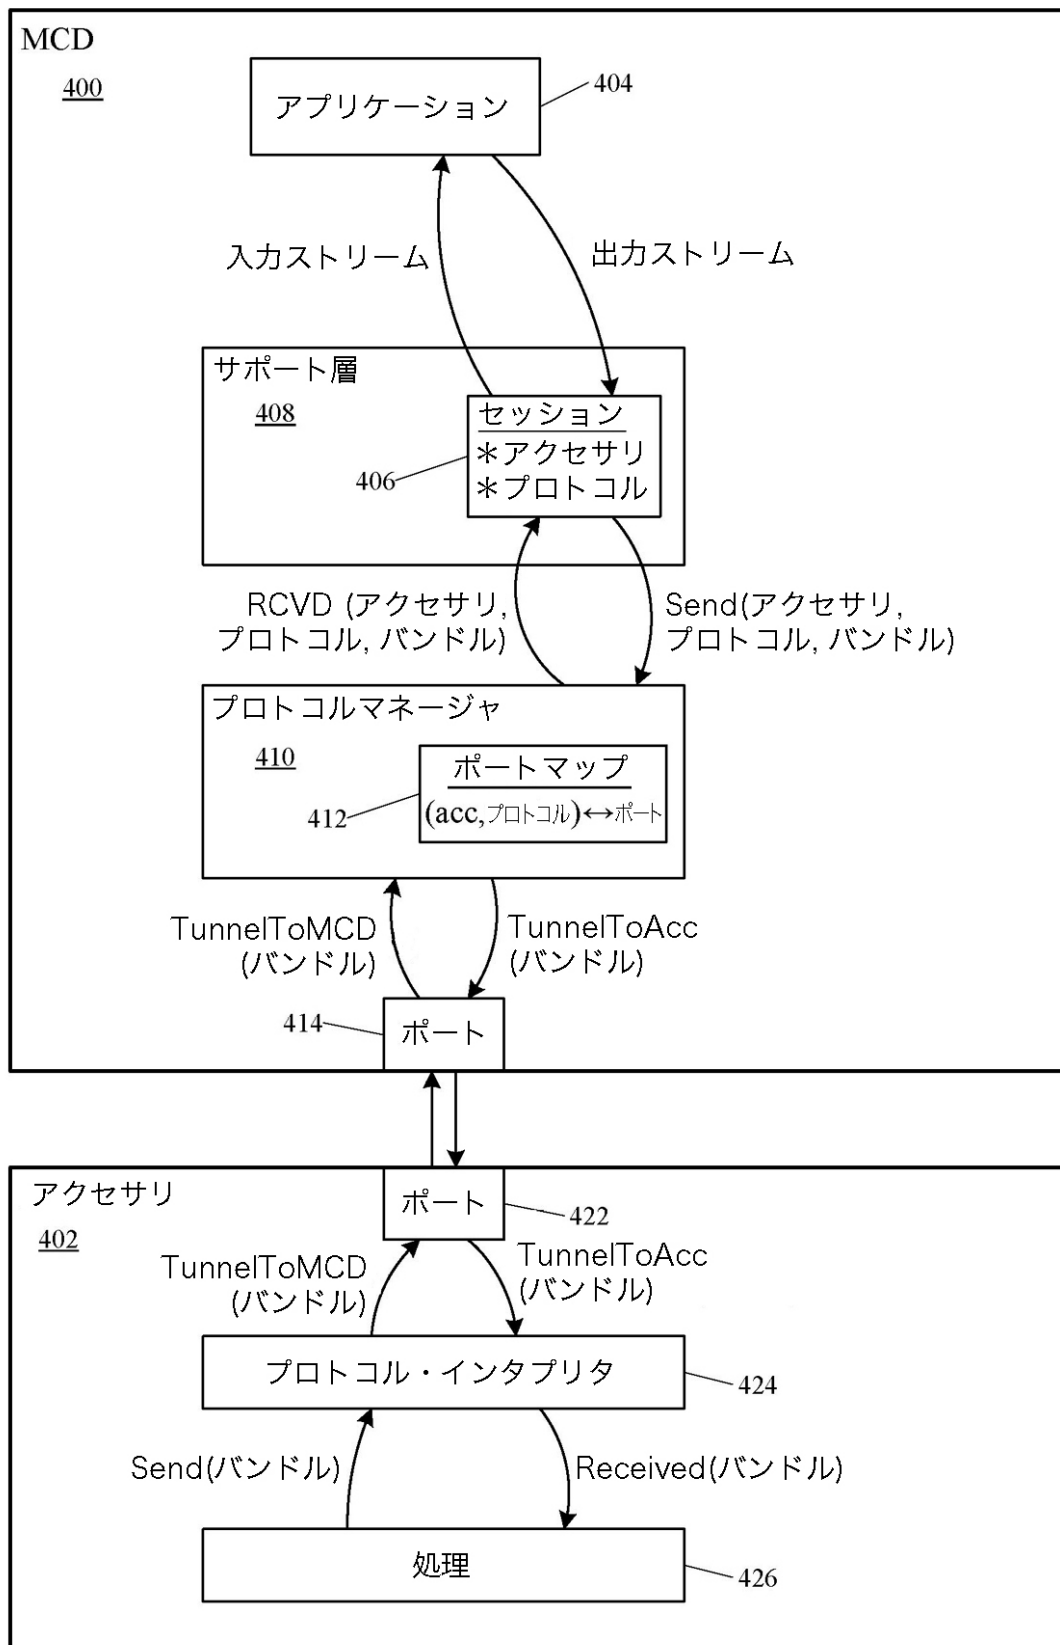 MCD
400
アプリケーション
404
入力ストリーム
出力ストリーム
サポート層
408
セッション
＊アクセサリ
＊プロトコル
406
RCVD (アクセサリ,
プロトコル, バンドル)
Send(アクセサリ,
プロトコル, バンドル)
プロトコルマネージャ
410
ポートマップ
(acc,プロトコル)↔ポート
412
TunnelToMCD
(バンドル)
TunnelToAcc
(バンドル)
414
ポート
アクセサリ
402
ポート
422
TunnelToMCD
(バンドル)
TunnelToAcc
(バンドル)
プロトコル・インタプリタ
424
Send(バンドル)
Received(バンドル)
処理
426